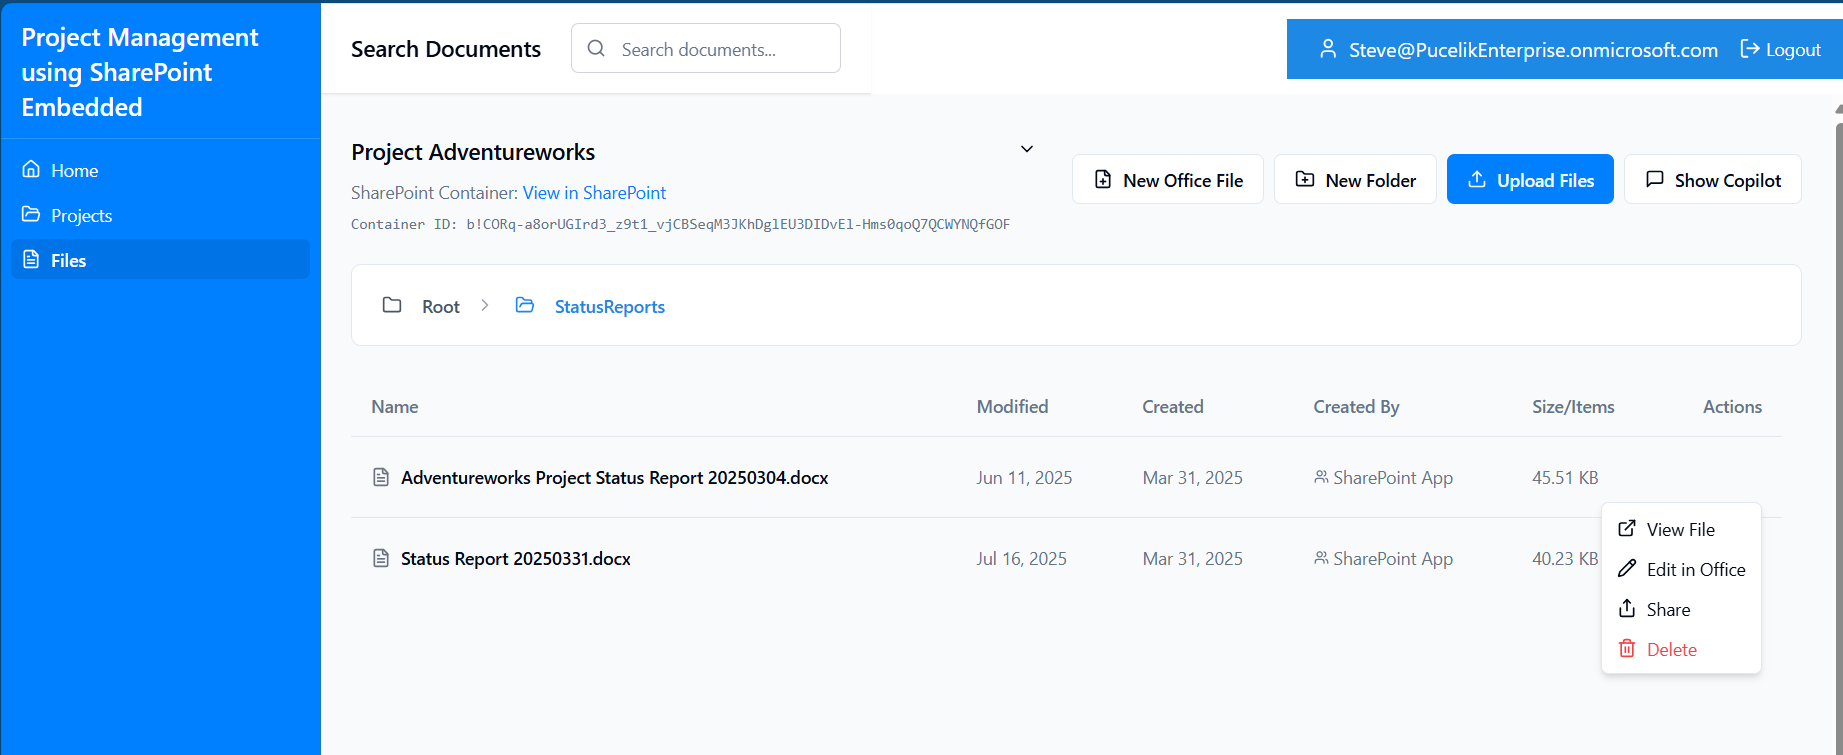 Project Management
using SharePoint
Embedded
Home
Projects
Files
Search Documents
Search documents...
Steve@PucelikEnterprise.onmicrosoft.com
Logout
Project Adventureworks
SharePoint Container: View in SharePoint
Container ID: b!CORq-a8orUGIrd3_z9t1_vjCBSeqM3JKhDglEU3DIDvEl-Hms0qoQ7QCWYNQfGOF
New Office File
New Folder
Upload Files
Show Copilot
Root
StatusReports
Name Modified Created Created By Size/Items Actions
Adventureworks Project Status Report 20250304.docx Jun 11, 2025 Mar 31, 2025 SharePoint App 45.51 KB
Status Report 20250331.docx Jul 16, 2025 Mar 31, 2025 SharePoint App 40.23 KB
View File
Edit in Office
Share
Delete